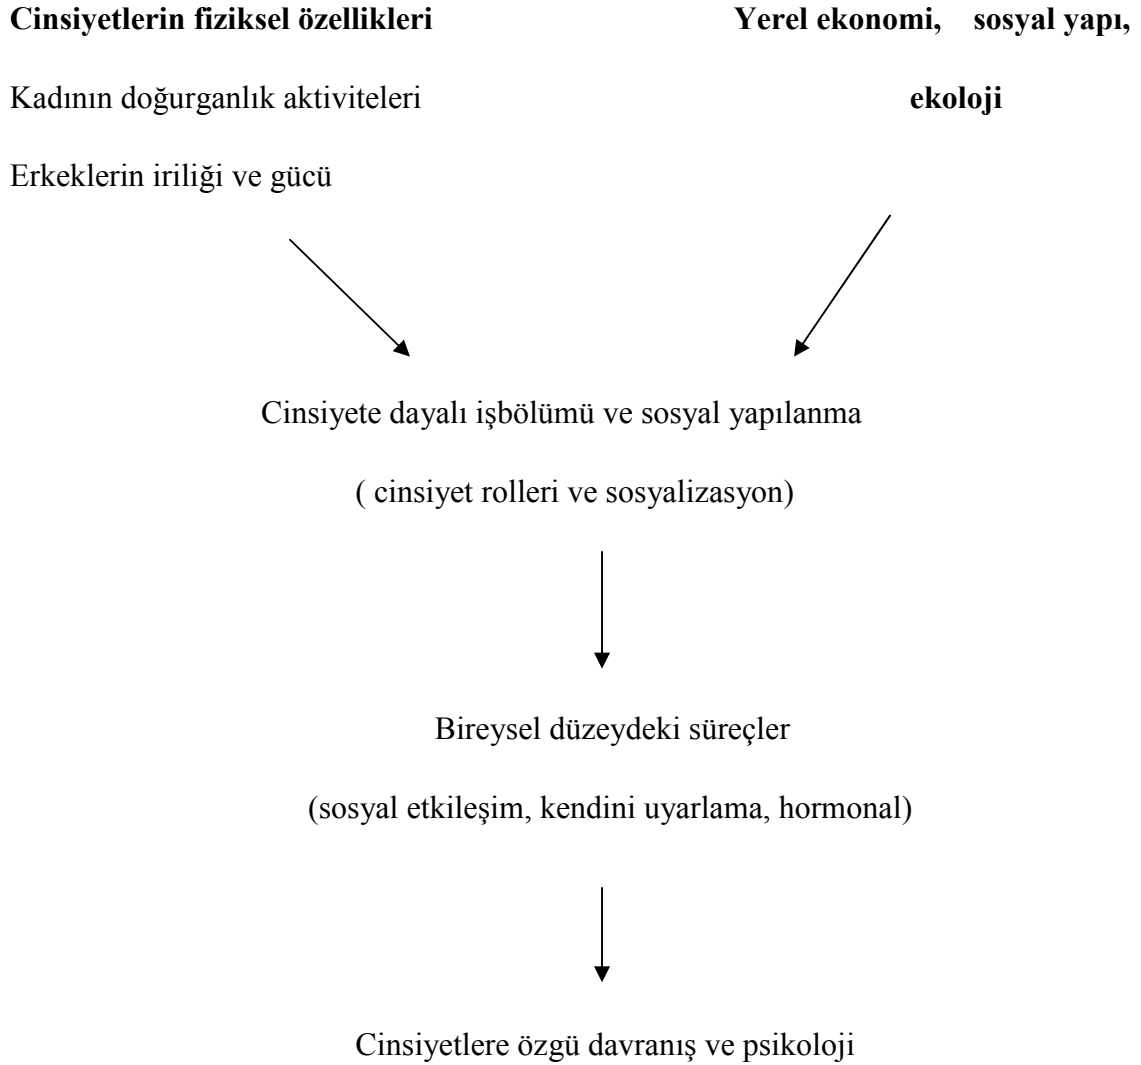 Cinsiyetlerin fiziksel özellikleri
Yerel ekonomi, sosyal yapı,
Kadının doğurganlık aktiviteleri
ekoloji
Erkeklerin iriliği ve gücü
Cinsiyete dayalı işbölümü ve sosyal yapılanma
( cinsiyet rolleri ve sosyalizasyon)
Bireysel düzeydeki süreçler
(sosyal etkileşim, kendini uyarlama, hormonal)
Cinsiyetlere özgü davranış ve psikoloji